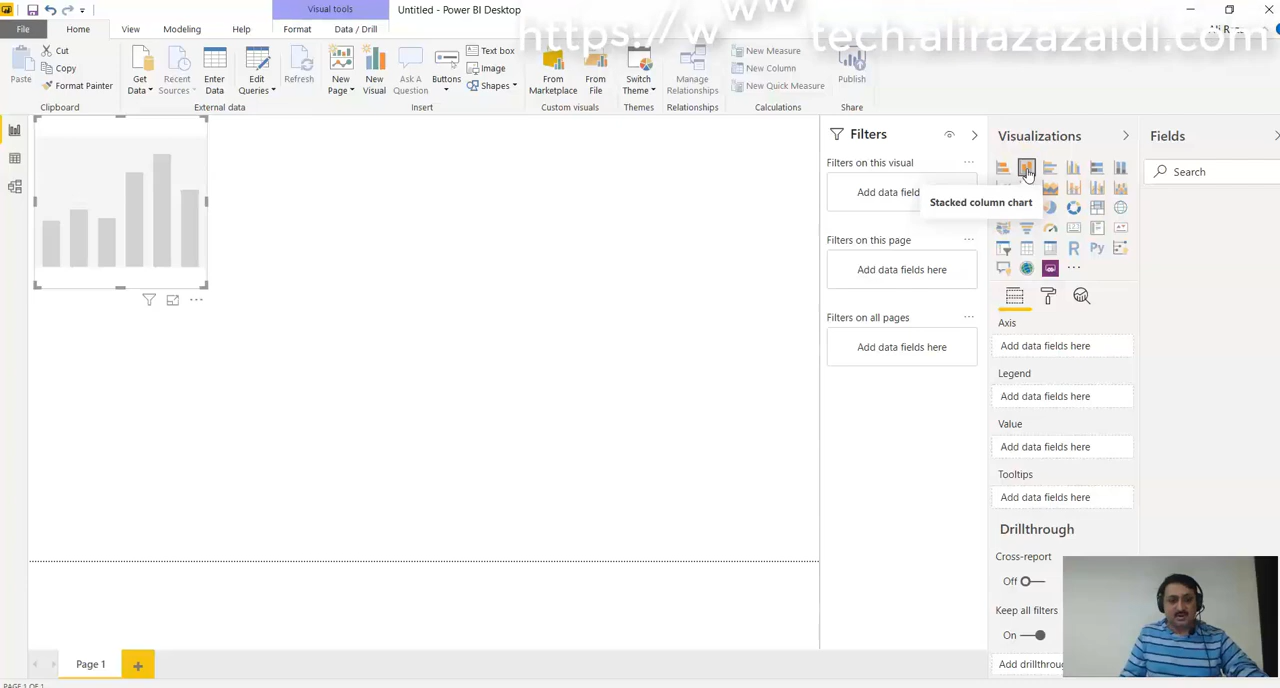 Visual tools
Untitled - Power BI Desktop
https://www
tech.alirazazaidi.com
File
Home
View
Modeling
Help
Format
Data / Drill
Paste
Cut
Copy
Format Painter
Clipboard
Get
Data
Recent
Sources
Enter
Data
Edit
Queries
External data
Refresh
New
Page
New
Visual
Ask A
Question
Buttons
Text box
Image
Shapes
Insert
From
Marketplace
From
File
Custom visuals
Switch
Theme
Themes
Manage
Relationships
Relationships
New Measure
New Column
New Quick Measure
Calculations
Publish
Share
Filters
Filters on this visual
Add data field
Filters on this page
Add data fields here
Filters on all pages
Add data fields here
Visualizations
Stacked column chart
R
Py
Axis
Add data fields here
Legend
Add data fields here
Value
Add data fields here
Tooltips
Add data fields here
Drillthrough
Cross-report
Off
Keep all filters
On
Add drillthrou
Fields
Search
Page 1
PAGE 1 OF 1